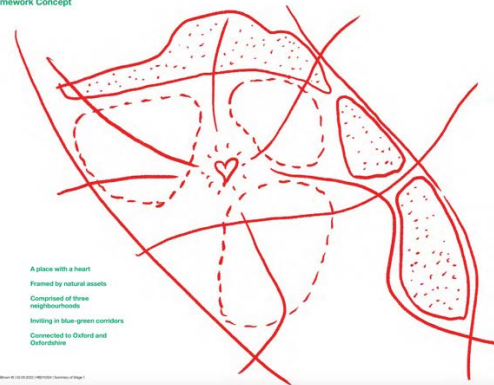 mework Concept
A place with a heart
Framed by natural assets
Comprised of three
neighbourhoods
Inviting in blue-green corridors
Connected to Oxford and
Oxfordshire